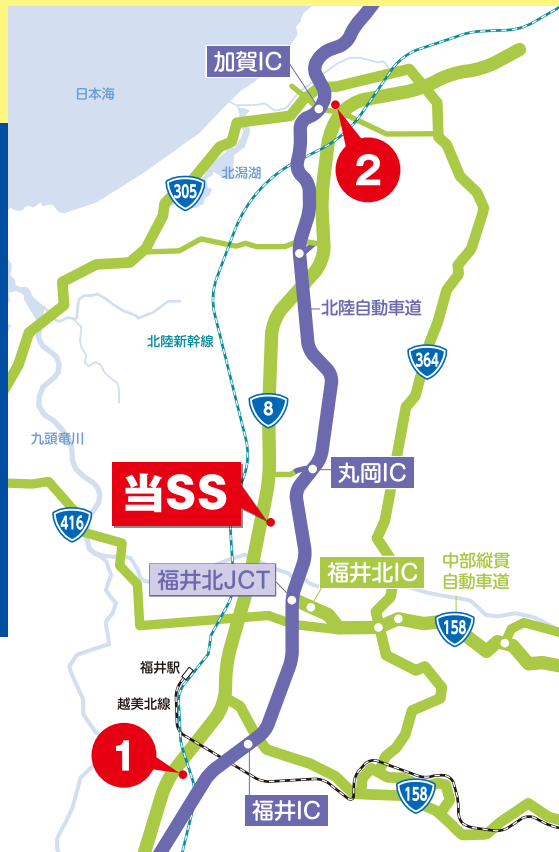 加賀IC
日本海
2
北潟湖
305
北陸自動車道
北陸新幹線
364
8
九頭竜川
丸岡IC
当SS
416
中部縦貫
自動車道
福井北IC
福井北JCT
158
福井駅
越美北線
1
158
福井IC